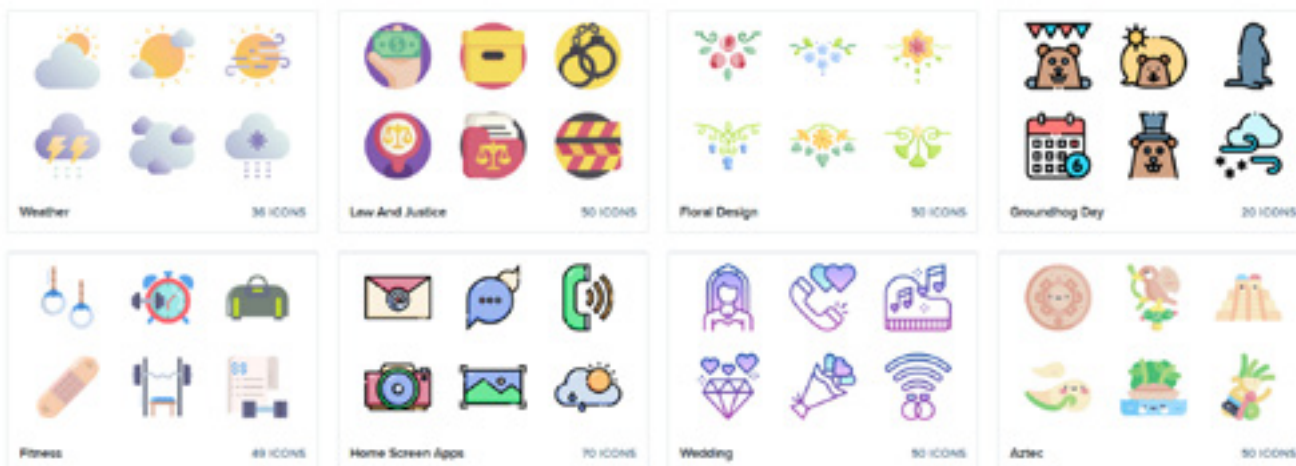 Weather 36 ICONS
Law And Justice 50 ICONS
Floral Design 50 ICONS
Groundhog Day 20 ICONS
Fitness 49 ICONS
Home Screen Apps 70 ICONS
Wedding 50 ICONS
Aztec 50 ICONS